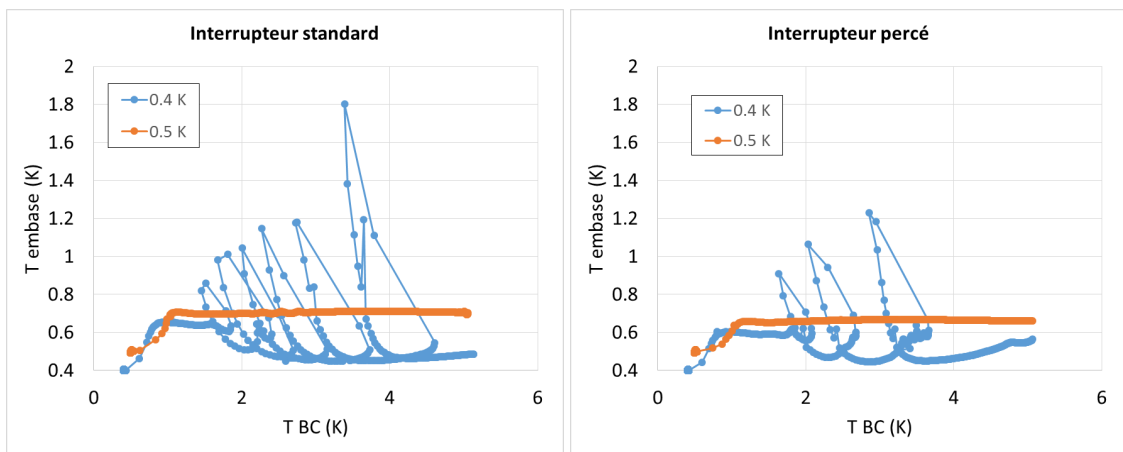 Interrupteur standard
2
1.8
1.6
1.4
1.2
1
0.8
0.6
0.4
T embase (K)
0.4 K
0.5 K
0 2 4 6
T BC (K)
Interrupteur percé
2
1.8
1.6
1.4
1.2
1
0.8
0.6
0.4
T embase (K)
0.4 K
0.5 K
0 2 4 6
T BC (K)